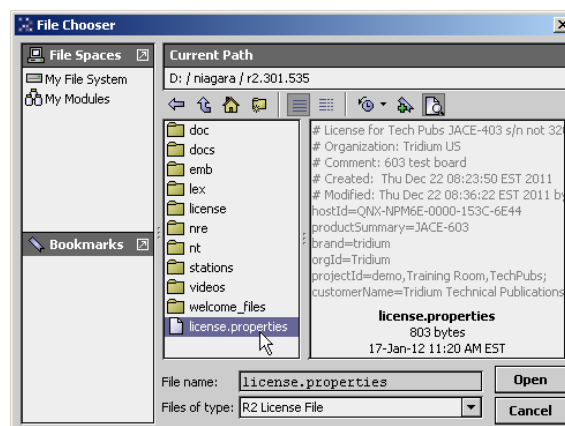 File Chooser
File Spaces
My File System
My Modules
Bookmarks
Current Path
D: / niagara / r2.301.535
doc
docs
emb
lex
license
nre
nt
stations
videos
welcome_files
license.properties
# License for Tech Pubs JACE-403 s/n not 320
# Organization: Tridium US
# Comment: 603 test board
# Created: Thu Dec 22 08:23:50 EST 2011
# Modified: Thu Dec 22 08:36:22 EST 2011 by
hostId=QNX-NPM6E-0000-153C-6E44
productSummary=JACE-603
brand=tridium
orgId=Tridium
projectId=demo,Training Room,TechPubs;
customerName=Tridium Technical Publications
license.properties
803 bytes
17-Jan-12 11:20 AM EST
File name: license.properties
Open
Files of type: R2 License File
Cancel